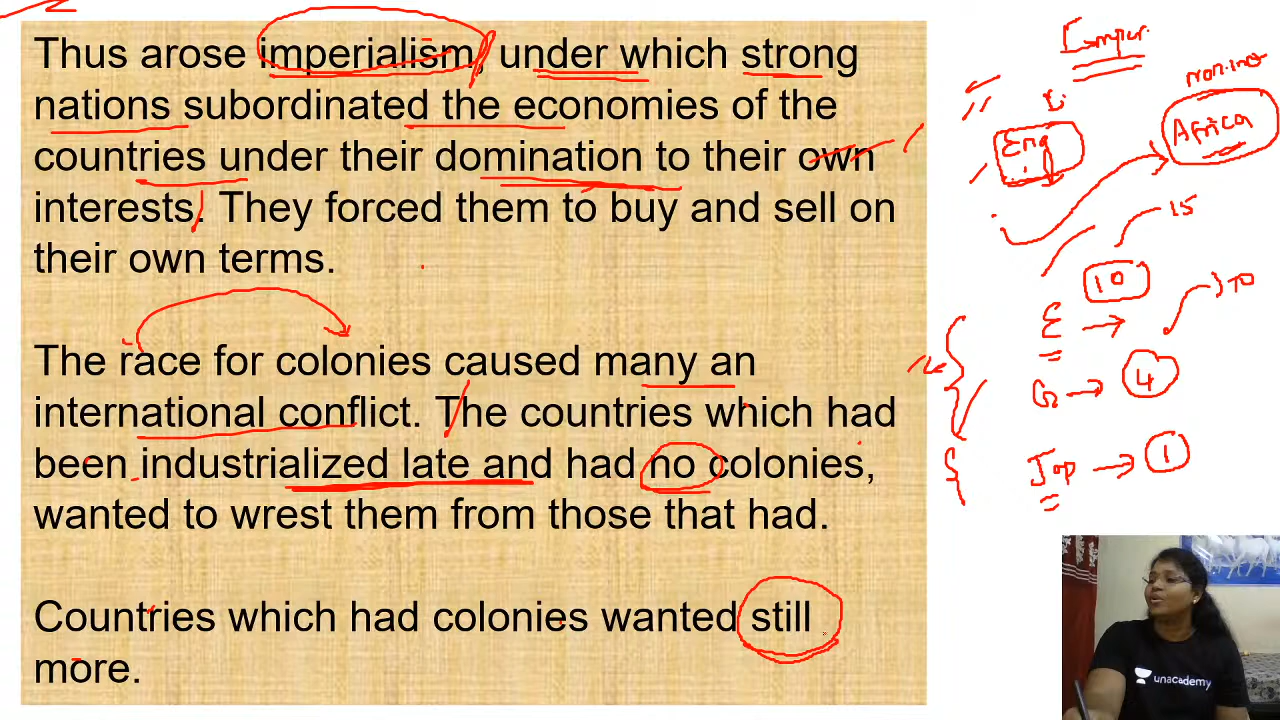 Thus arose imperialism, under which strong
nations subordinated the economies of the
countries under their domination to their own
interests. They forced them to buy and sell on
their own terms.
The race for colonies caused many an
international conflict. The countries which had
been industrialized late and had no colonies,
wanted to wrest them from those that had.
Countries which had colonies wanted still
more.
Imper.
Eng
Africa
15
10
E →
G → 4
Jap → 1
unacademy